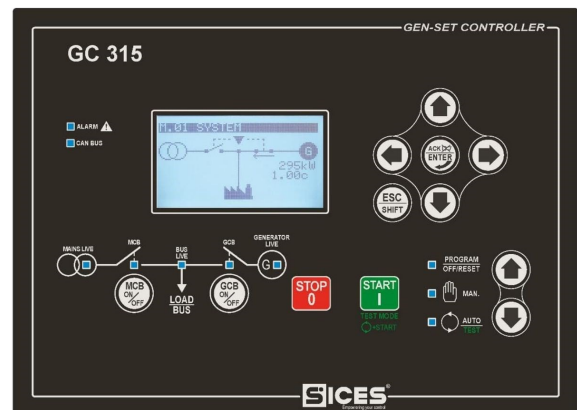 GEN-SET CONTROLLER
GC 315
ALARM
CAN BUS
M.01 SYSTEM
G
295kW
1.00c
ACK
ENTER
ESC
SHIFT
MAINS LIVE
MCB
BUS
LIVE
GCB
GENERATOR
LIVE
G
MCB
ON/OFF
LOAD
BUS
GCB
ON/OFF
STOP
0
START
I
TEST MODE
+START
PROGRAM
OFF/RESET
MAN.
AUTO
TEST
SICES®
Empowering your control